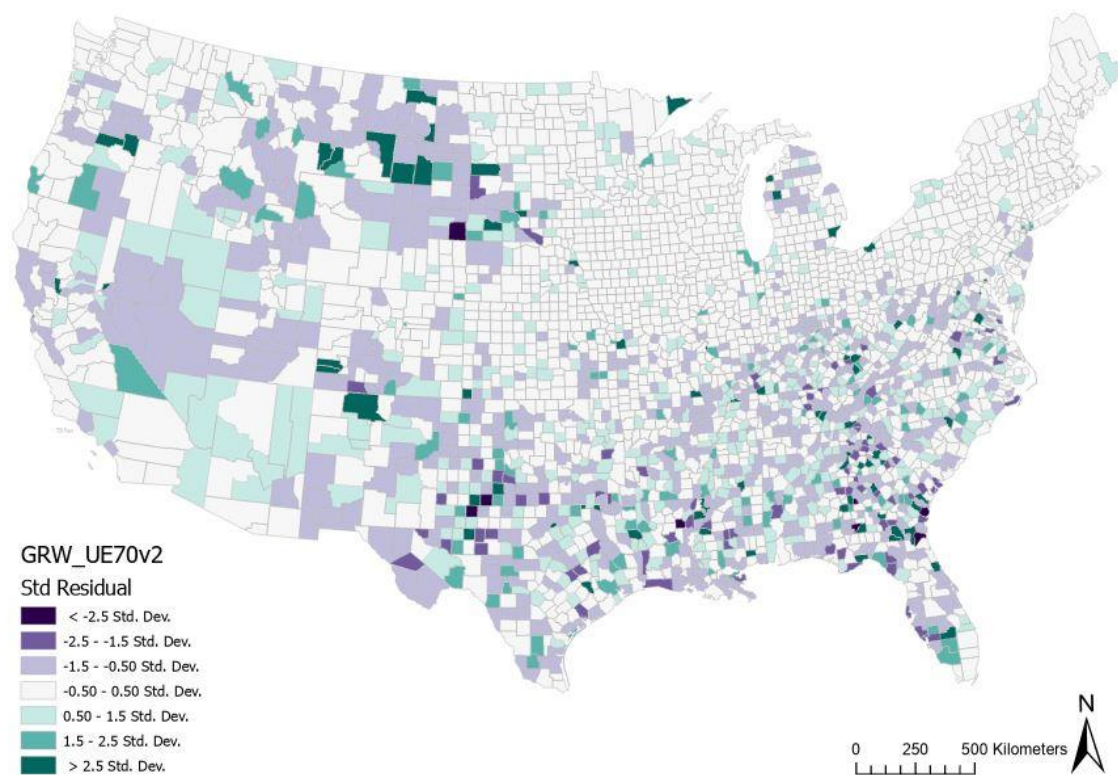 GRW_UE70v2
Std Residual
< -2.5 Std. Dev.
-2.5 - -1.5 Std. Dev.
-1.5 - -0.50 Std. Dev.
-0.50 - 0.50 Std. Dev.
0.50 - 1.5 Std. Dev.
1.5 - 2.5 Std. Dev.
> 2.5 Std. Dev.
N
0 250 500 Kilometers